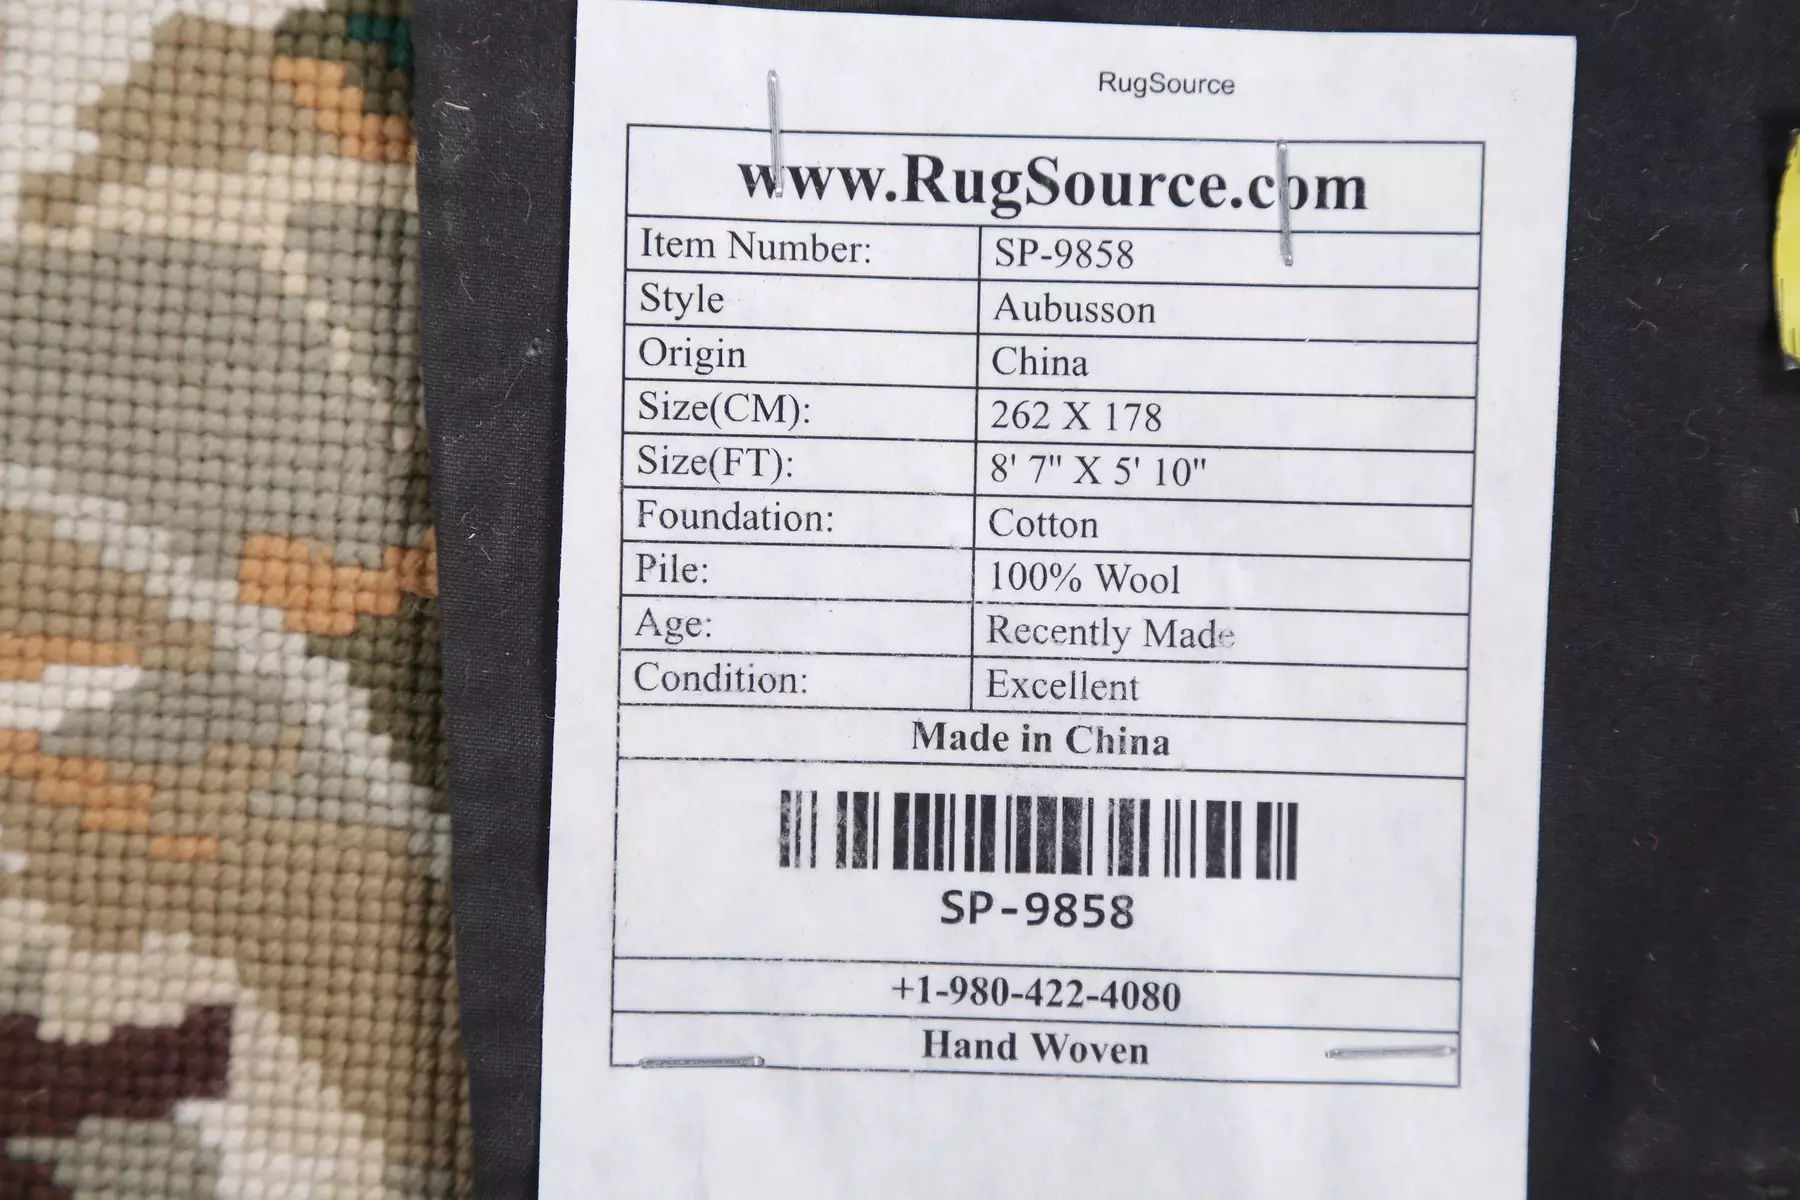 RugSource
www.RugSource.com
Item Number: SP-9858
Style Aubusson
Origin China
Size(CM): 262 X 178
Size(FT): 8' 7" X 5' 10"
Foundation: Cotton
Pile: 100% Wool
Age: Recently Made
Condition: Excellent
Made in China
SP-9858
+1-980-422-4080
Hand Woven